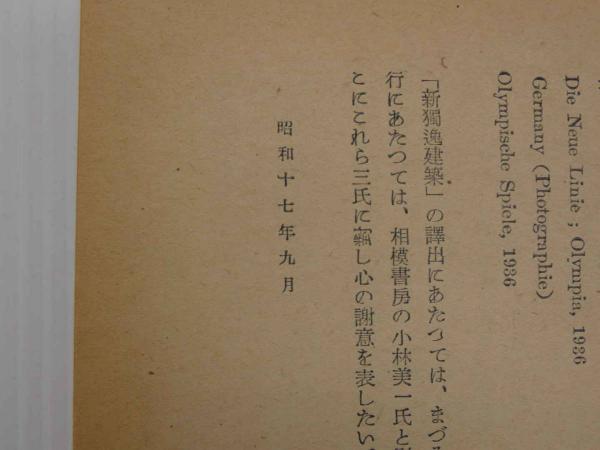 Die Neue Linie ; Olympia, 1936
Germany (Photographie)
Olympische Spiele, 1936
「新獨逸建築」の譯出にあたつては、まづ
行にあたつては、相模書房の小林美一氏と
とにこれら三氏に竆し心の謝意を表したい
昭和十七年九月